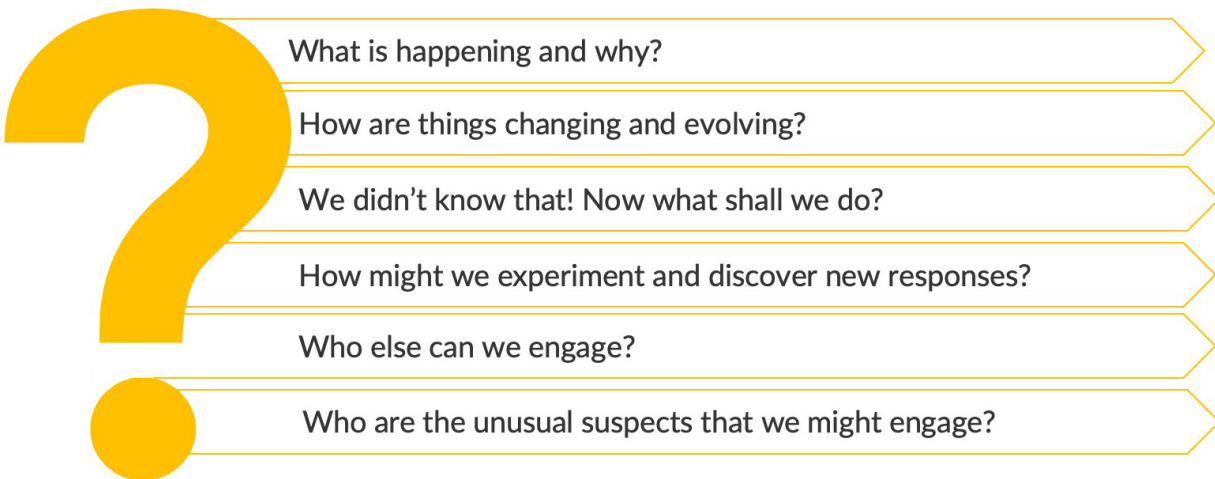 What is happening and why?
How are things changing and evolving?
We didn’t know that! Now what shall we do?
How might we experiment and discover new responses?
Who else can we engage?
Who are the unusual suspects that we might engage?